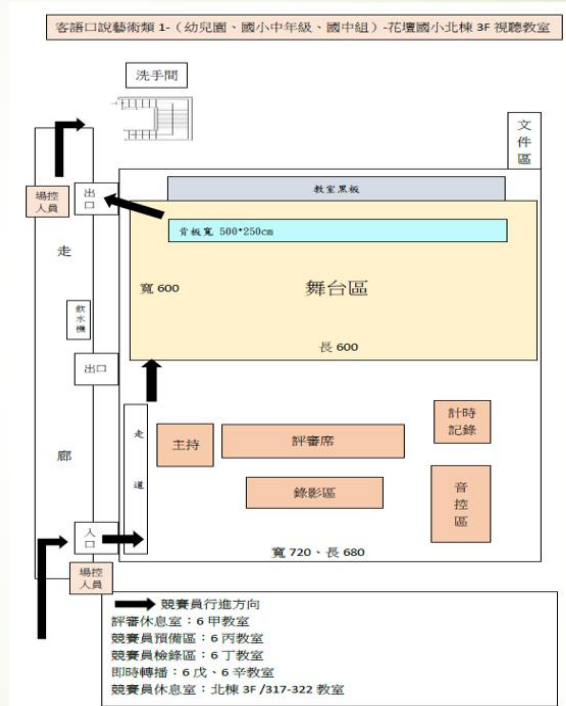 客語口說藝術類 1-（幼兒園、國小中年級、國中組）-花壇國小北棟 3F 視聽教室
洗手間
文件區
場控人員
出口
教室黑板
背板寬 500*250cm
走廊
寬 600
舞台區
飲水機
長 600
出口
走道
主持
評審席
計時記錄
錄影區
音控區
入口
寬 720、長 680
場控人員
競賽員行進方向
評審休息室：6 甲教室
競賽員預備區：6 丙教室
競賽員檢錄區：6 丁教室
即時轉播：6 戊、6 辛教室
競賽員休息室：北棟 3F /317-322 教室